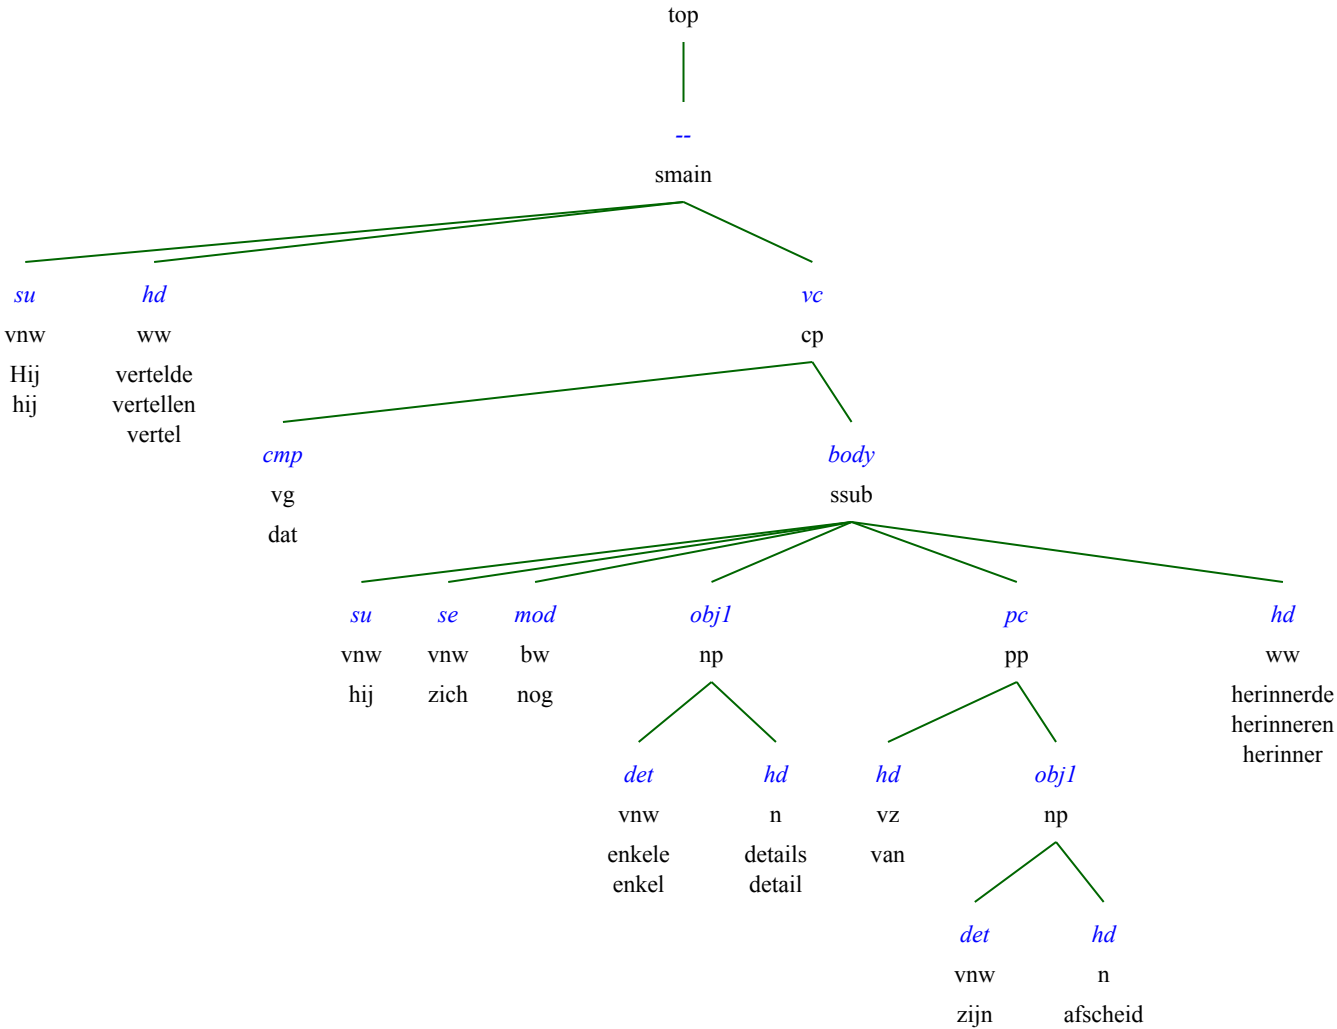 top
--
smain
su hd vc
vnw ww cp
Hij vertelde
hij vertellen
vertel
cmp body
vg ssub
dat
su se mod obj1 pc hd
vnw vnw bw np pp ww
hij zich nog herinnerde
herinneren
herinner
det hd hd obj1
vnw n vz np
enkele details van
enkel detail
det hd
vnw n
zijn afscheid